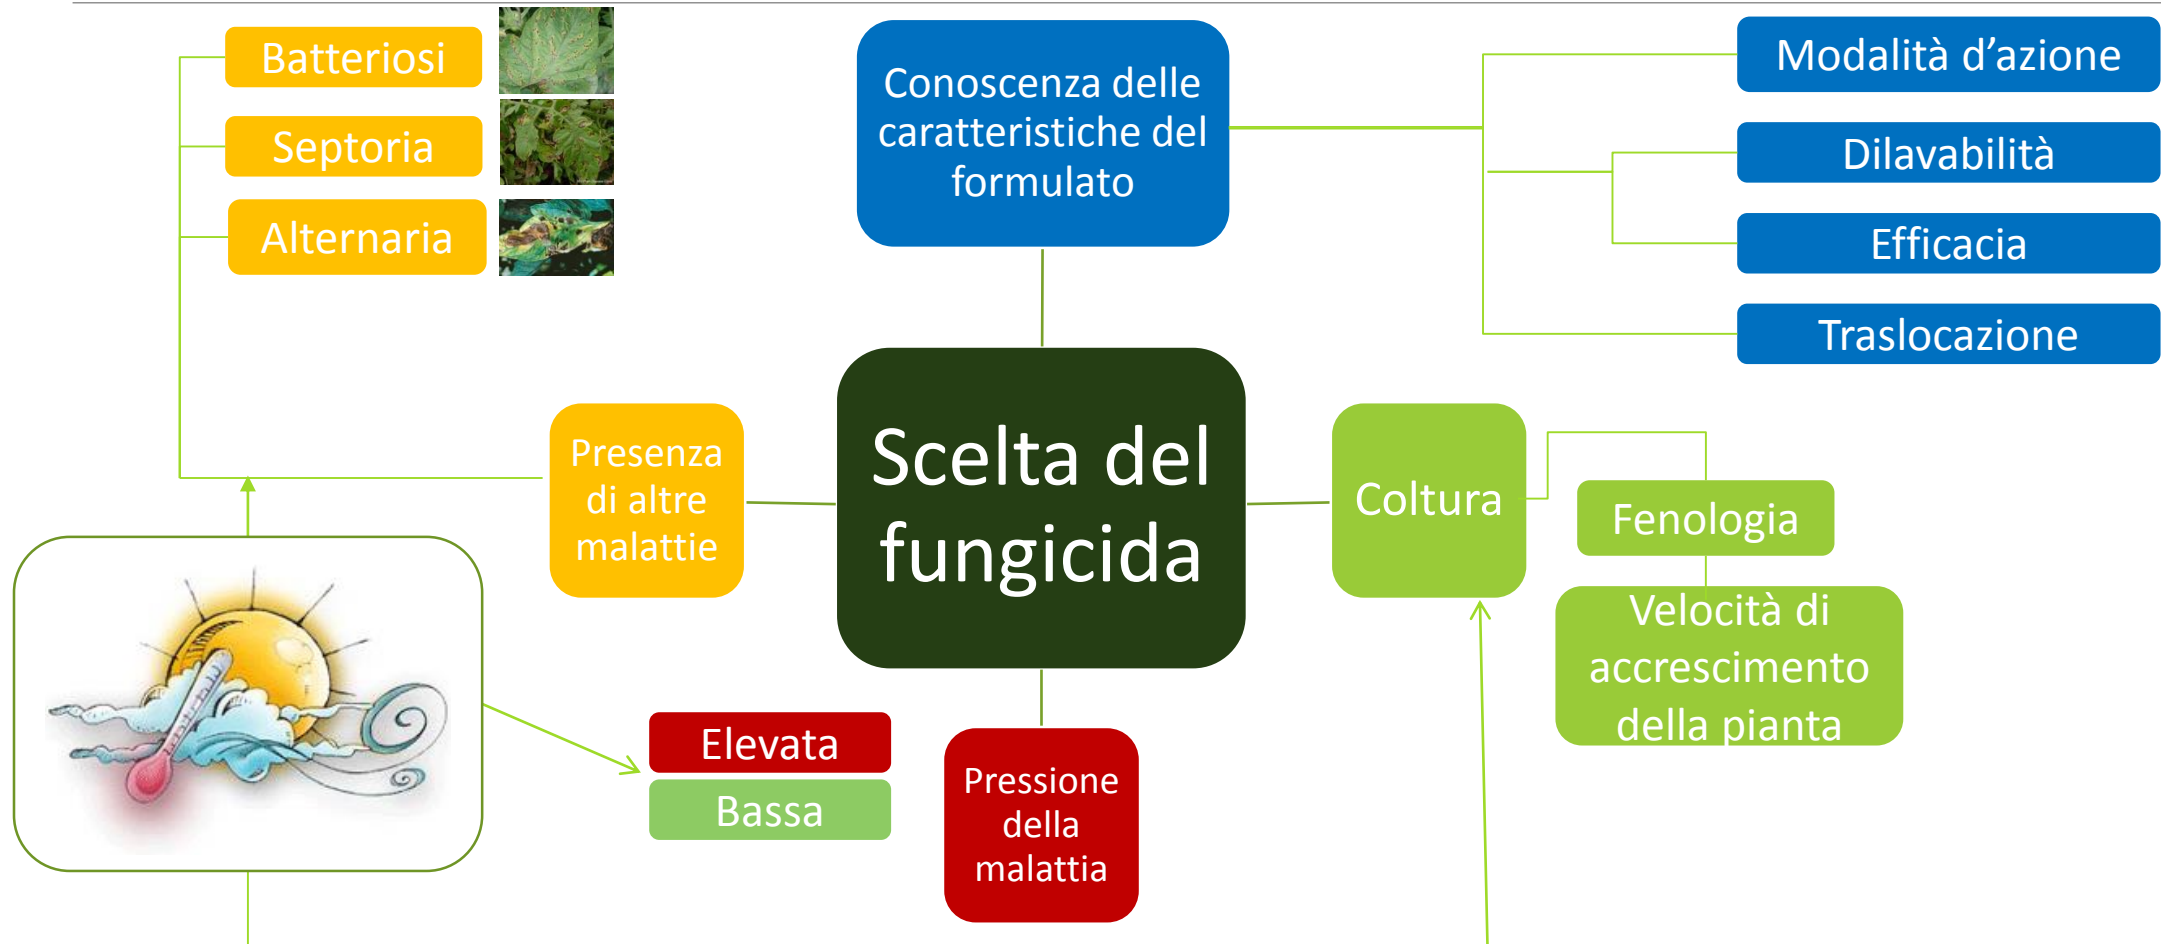 Batteriosi
Septoria
Alternaria
Conoscenza delle
caratteristiche del
formulato
Modalità d’azione
Dilavabilità
Efficacia
Traslocazione
Presenza
di altre
malattie
Scelta del
fungicida
Coltura
Fenologia
Velocità di
accrescimento
della pianta
Elevata
Bassa
Pressione
della
malattia